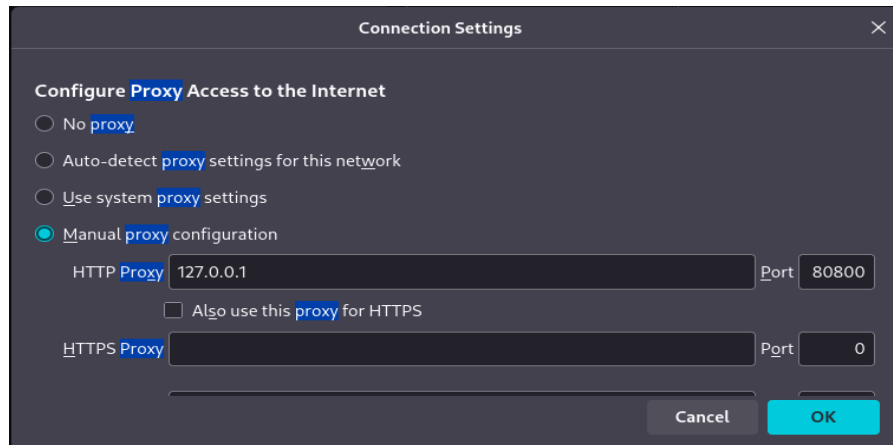 Connection Settings
Configure Proxy Access to the Internet
No proxy
Auto-detect proxy settings for this network
Use system proxy settings
Manual proxy configuration
HTTP Proxy 127.0.0.1 Port 80800
Also use this proxy for HTTPS
HTTPS Proxy Port 0
Cancel OK